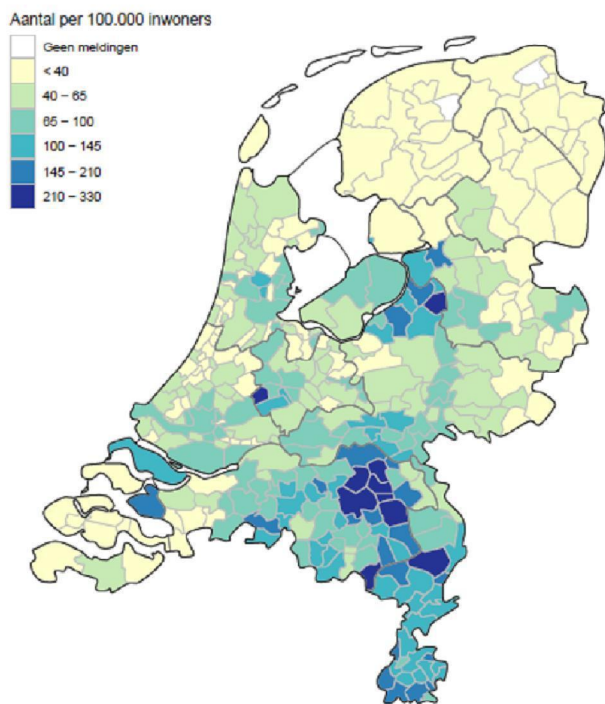 Aantal per 100.000 inwoners
Geen meldingen
< 40
40 – 65
65 – 100
100 – 145
145 – 210
210 – 330